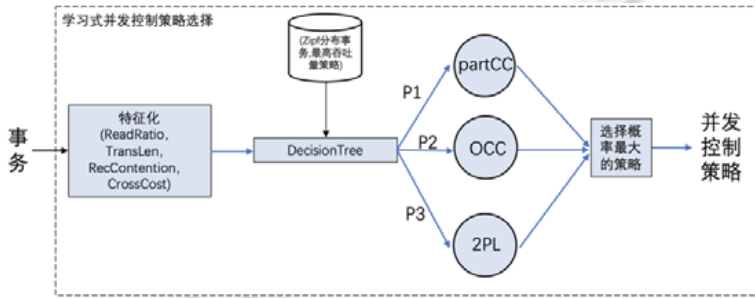 学习式并发控制策略选择
(Zipf分布事
务,最高吞吐
量策略)
事
务
特征化
(ReadRatio,
TransLen,
RecContention,
CrossCost)
DecisionTree
P1
P2
P3
partCC
OCC
2PL
选择概
率最大
的策略
并发
控制
策略